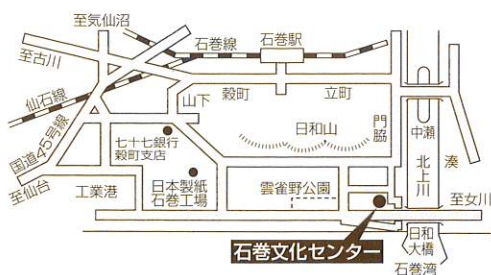 至気仙沼
石巻線
石巻駅
至古川
仙石線
山下
穀町
立町
門脇
中瀬
湊
日和山
国道45号線
七十七銀行
穀町支店
北上川
至仙台
工業港
日本製紙
石巻工場
雲雀野公園
至女川
石巻文化センター
日和
大橋
石巻湾